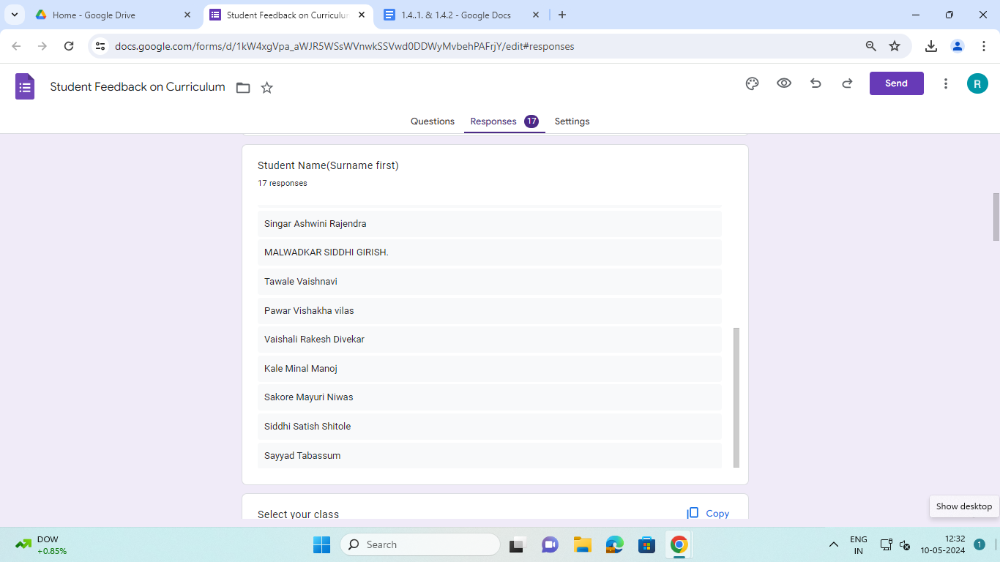 Home - Google Drive
Student Feedback on Curriculur
1.4..1. & 1.4.2 - Google Docs
docs.google.com/forms/d/1kW4xgVpa_aWJR5WSsWVnwkSSVwd0DDWyMvbehPAFrjY/edit#responses
Student Feedback on Curriculum
Send
R
Questions
Responses 17
Settings
Student Name(Surname first)
17 responses
Singar Ashwini Rajendra
MALWADKAR SIDDHI GIRISH.
Tawale Vaishnavi
Pawar Vishakha vilas
Vaishali Rakesh Divekar
Kale Minal Manoj
Sakore Mayuri Niwas
Siddhi Satish Shitole
Sayyad Tabassum
Select your class
Copy
Show desktop
DOW
+0.85%
Search
ENG
IN
12:32
10-05-2024
1